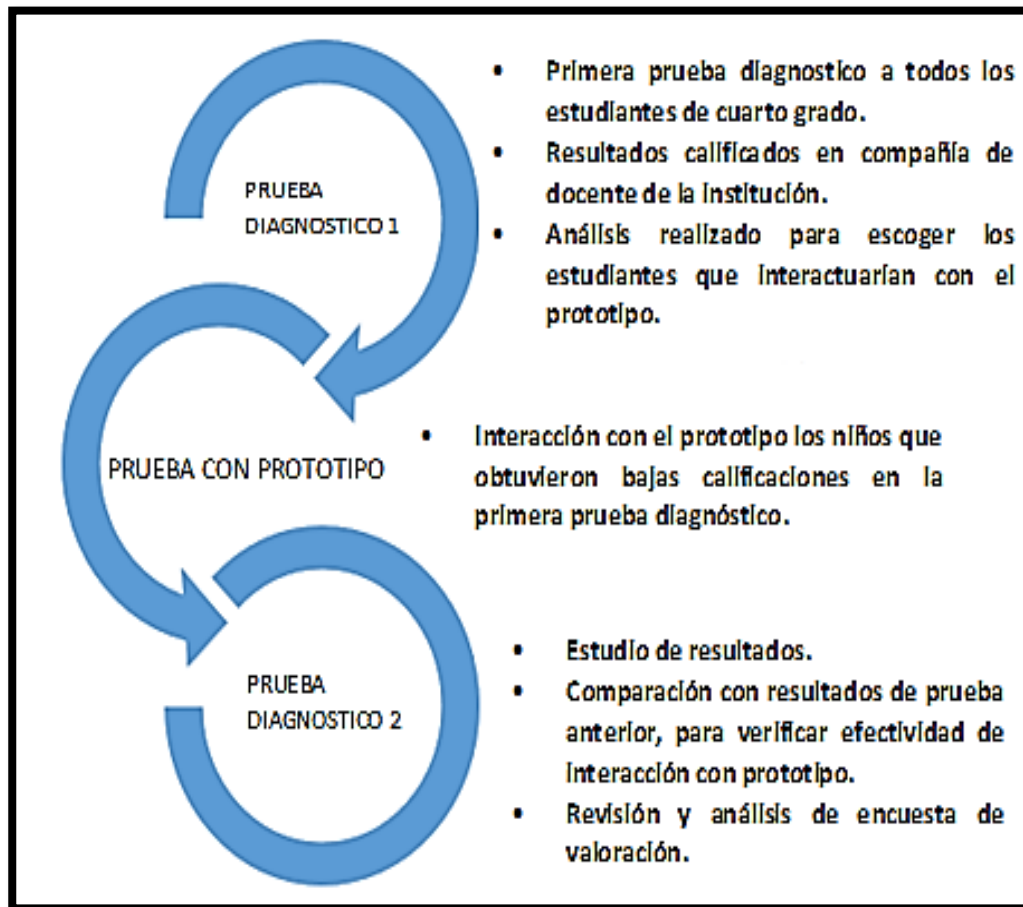 PRUEBA
DIAGNOSTICO 1
• Primera prueba diagnostico a todos los
estudiantes de cuarto grado.
• Resultados calificados en compañía de
docente de la institución.
• Análisis realizado para escoger los
estudiantes que interactuarían con el
prototipo.
PRUEBA CON PROTOTIPO
• Interacción con el prototipo los niños que
obtuvieron bajas calificaciones en la
primera prueba diagnóstico.
PRUEBA
DIAGNOSTICO 2
• Estudio de resultados.
• Comparación con resultados de prueba
anterior, para verificar efectividad de
interacción con prototipo.
• Revisión y análisis de encuesta de
valoración.